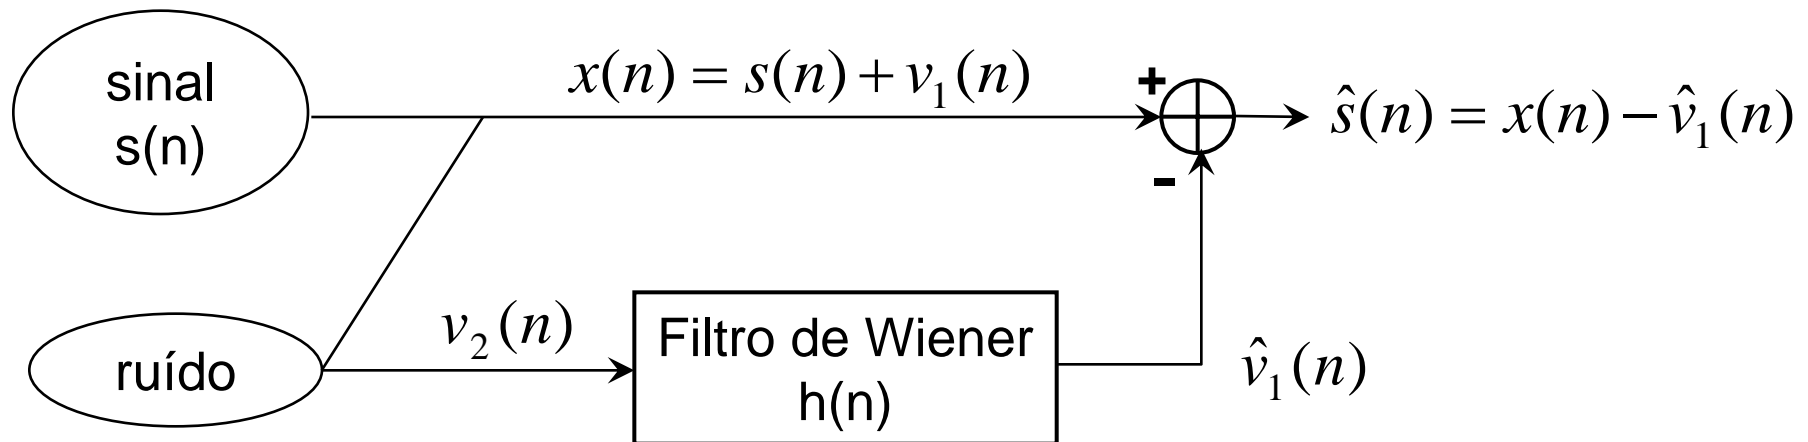 sinal
s(n)
x(n) = s(n) + v₁(n)
+
ŝ(n) = x(n) − v̂₁(n)
-
ruído
v₂(n)
Filtro de Wiener
h(n)
v̂₁(n)